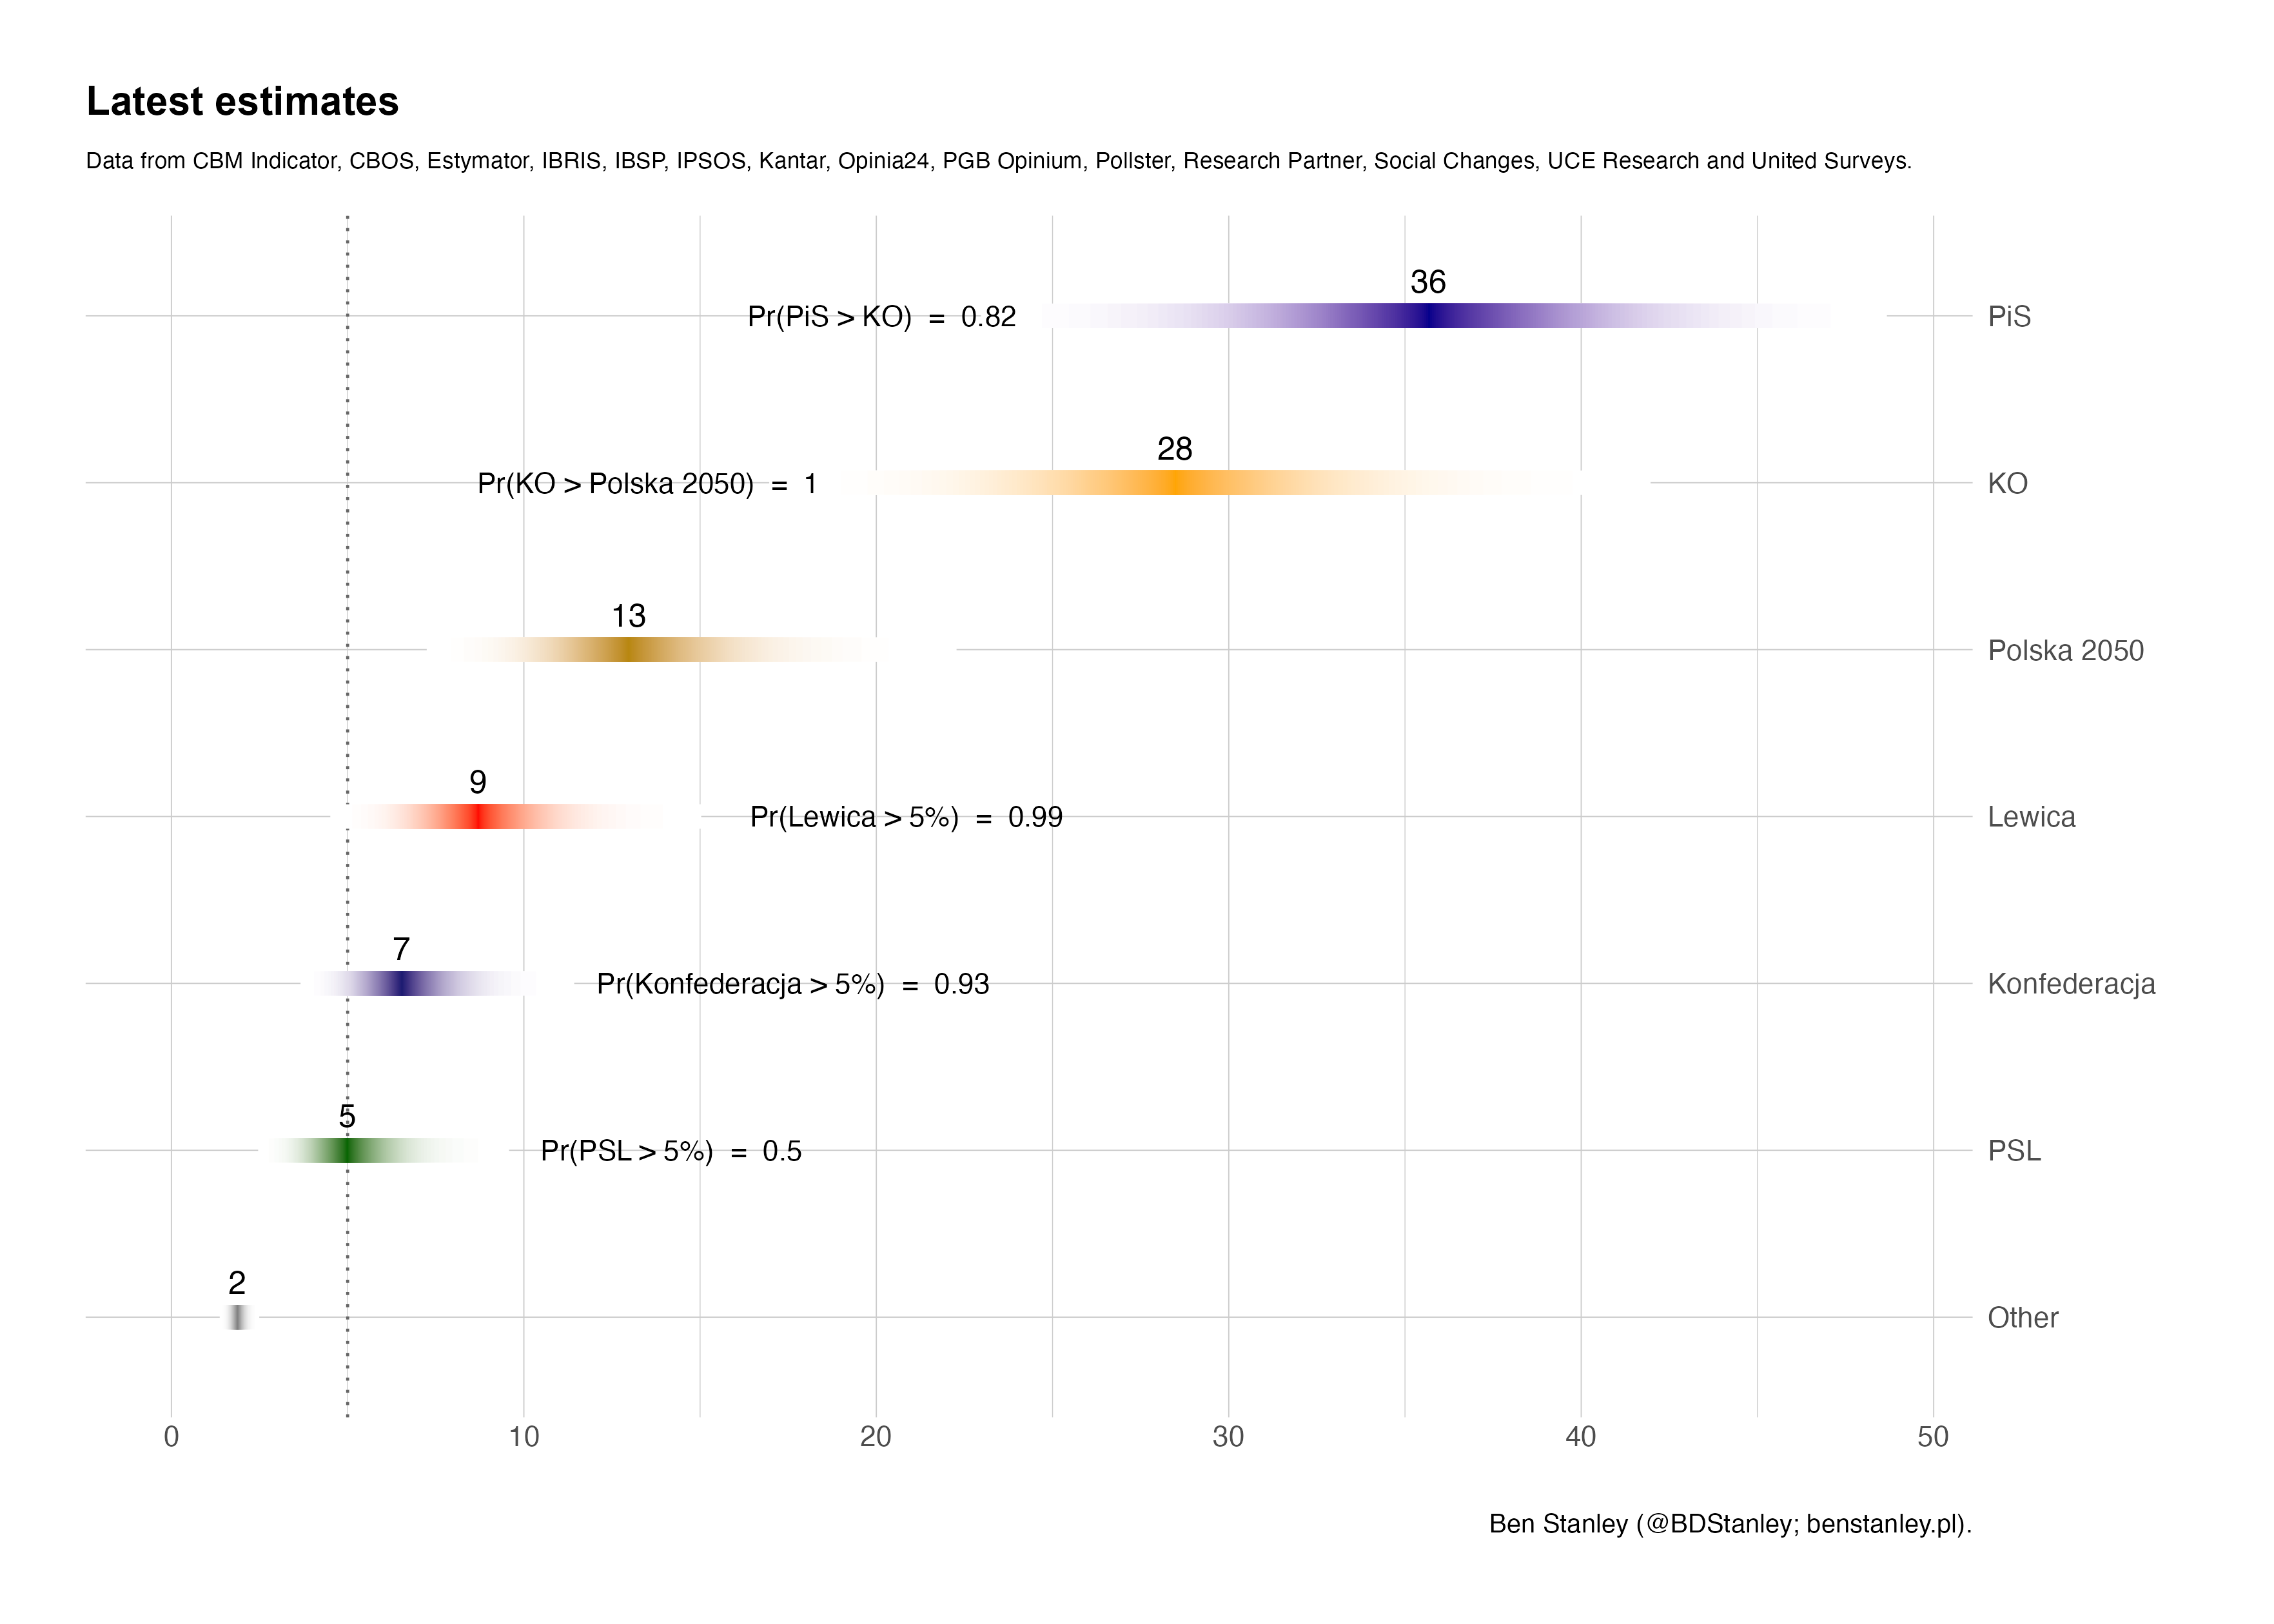 Latest estimates
Data from CBM Indicator, CBOS, Estymator, IBRIS, IBSP, IPSOS, Kantar, Opinia24, PGB Opinium, Pollster, Research Partner, Social Changes, UCE Research and United Surveys.
36
Pr(PiS > KO) = 0.82 PiS
28
Pr(KO > Polska 2050) = 1 KO
13
Polska 2050
9
Pr(Lewica > 5%) = 0.99 Lewica
7
Pr(Konfederacja > 5%) = 0.93 Konfederacja
5
Pr(PSL > 5%) = 0.5 PSL
2
Other
0 10 20 30 40 50
Ben Stanley (@BDStanley; benstanley.pl).